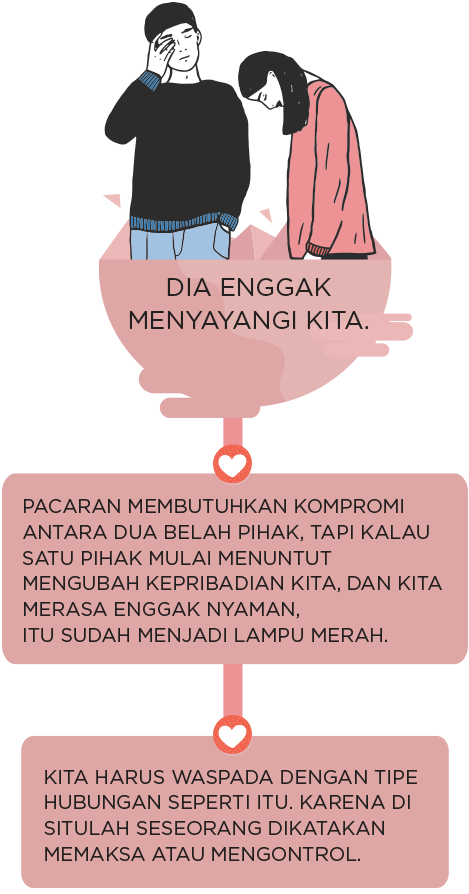 DIA ENGGAK
MENYAYANGI KITA.
PACARAN MEMBUTUHKAN KOMPROMI
ANTARA DUA BELAH PIHAK, TAPI KALAU
SATU PIHAK MULAI MENUNTUT
MENGUBAH KEPRIBADIAN KITA, DAN KITA
MERASA ENGGAK NYAMAN,
ITU SUDAH MENJADI LAMPU MERAH.
KITA HARUS WASPADA DENGAN TIPE
HUBUNGAN SEPERTI ITU. KARENA DI
SITULAH SESEORANG DIKATAKAN
MEMAKSA ATAU MENGONTROL.